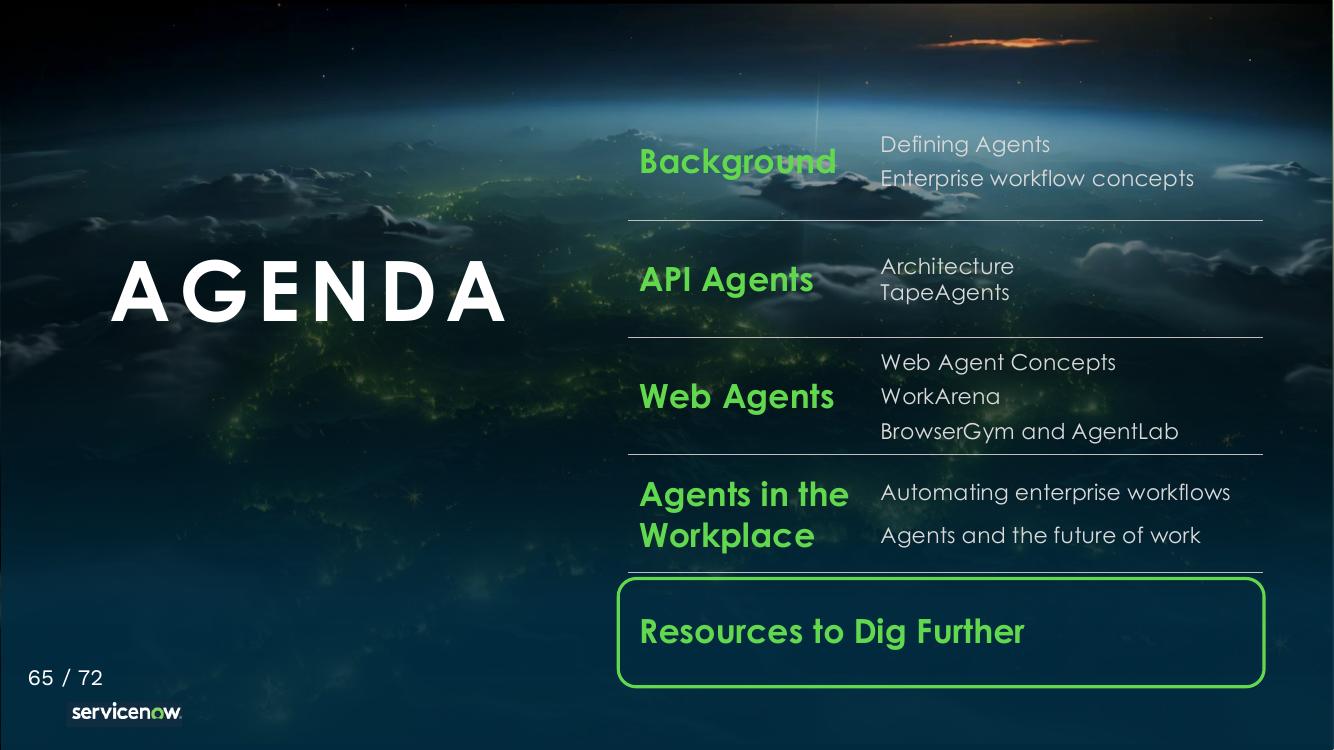 AGENDA
Background
Defining Agents
Enterprise workflow concepts
API Agents
Architecture
TapeAgents
Web Agents
Web Agent Concepts
WorkArena
BrowserGym and AgentLab
Agents in the
Workplace
Automating enterprise workflows
Agents and the future of work
Resources to Dig Further
65 / 72
servicenow